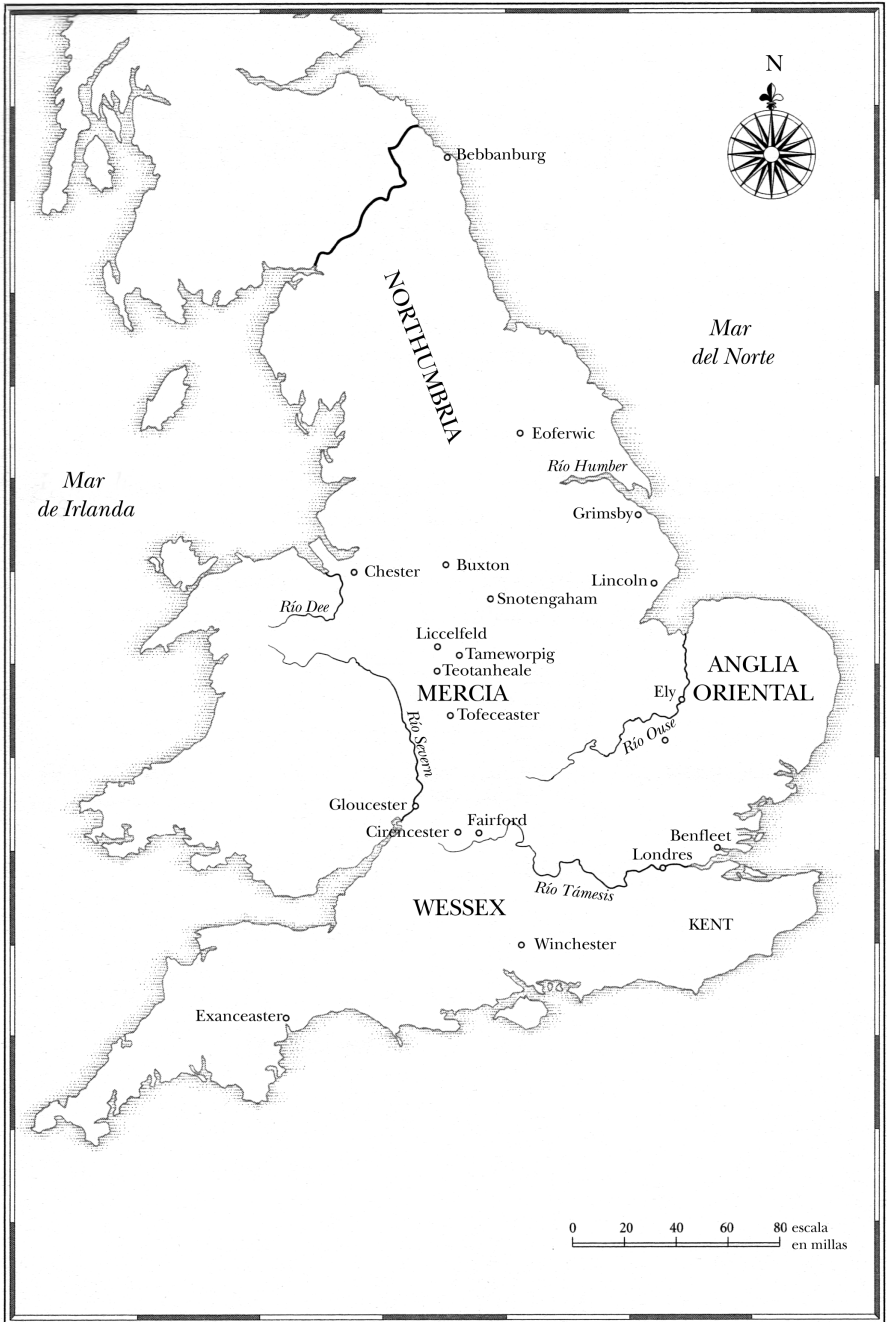 N
Bebbanburg
NORTHUMBRIA
Mar
del Norte
Eoferwic
Río Humber
Mar
de Irlanda
Grimsby
Chester
Buxton
Lincoln
Snotengaham
Río Dee
Liccelfeld
Tameworpig
Teotanheale
ANGLIA
ORIENTAL
MERCIA
Ely
Tofeceaster
Río Severn
Río Ouse
Gloucester
Cirencester
Fairford
Benfleet
Londres
Río Támesis
WESSEX
KENT
Winchester
Exanceaster
0 20 40 60 80 escala
en millas